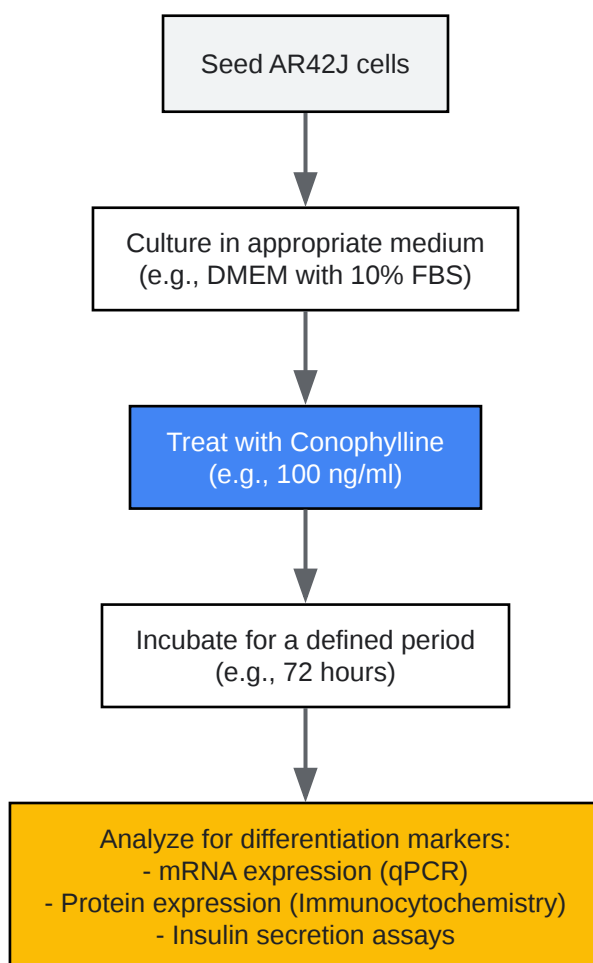 Seed AR42J cells
Culture in appropriate medium
(e.g., DMEM with 10% FBS)
Treat with Conophylline
(e.g., 100 ng/ml)
Incubate for a defined period
(e.g., 72 hours)
Analyze for differentiation markers:
- mRNA expression (qPCR)
- Protein expression (Immunocytochemistry)
- Insulin secretion assays